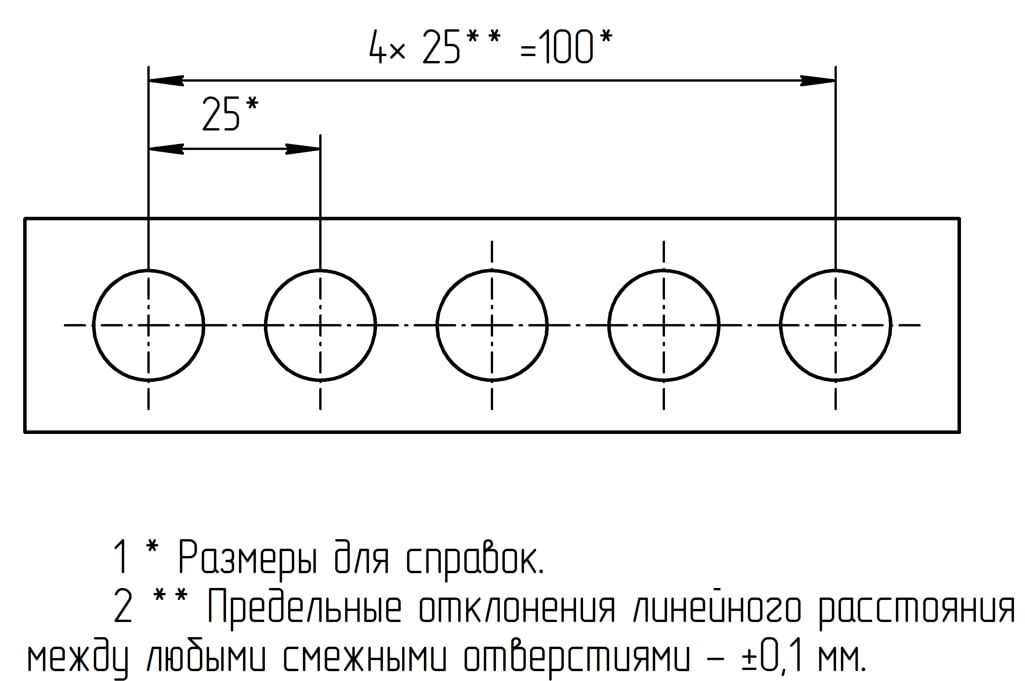 4× 25** =100*
25*
1 * Размеры для справок.
2 ** Предельные отклонения линейного расстояния
между любыми смежными отверстиями – ±0,1 мм.